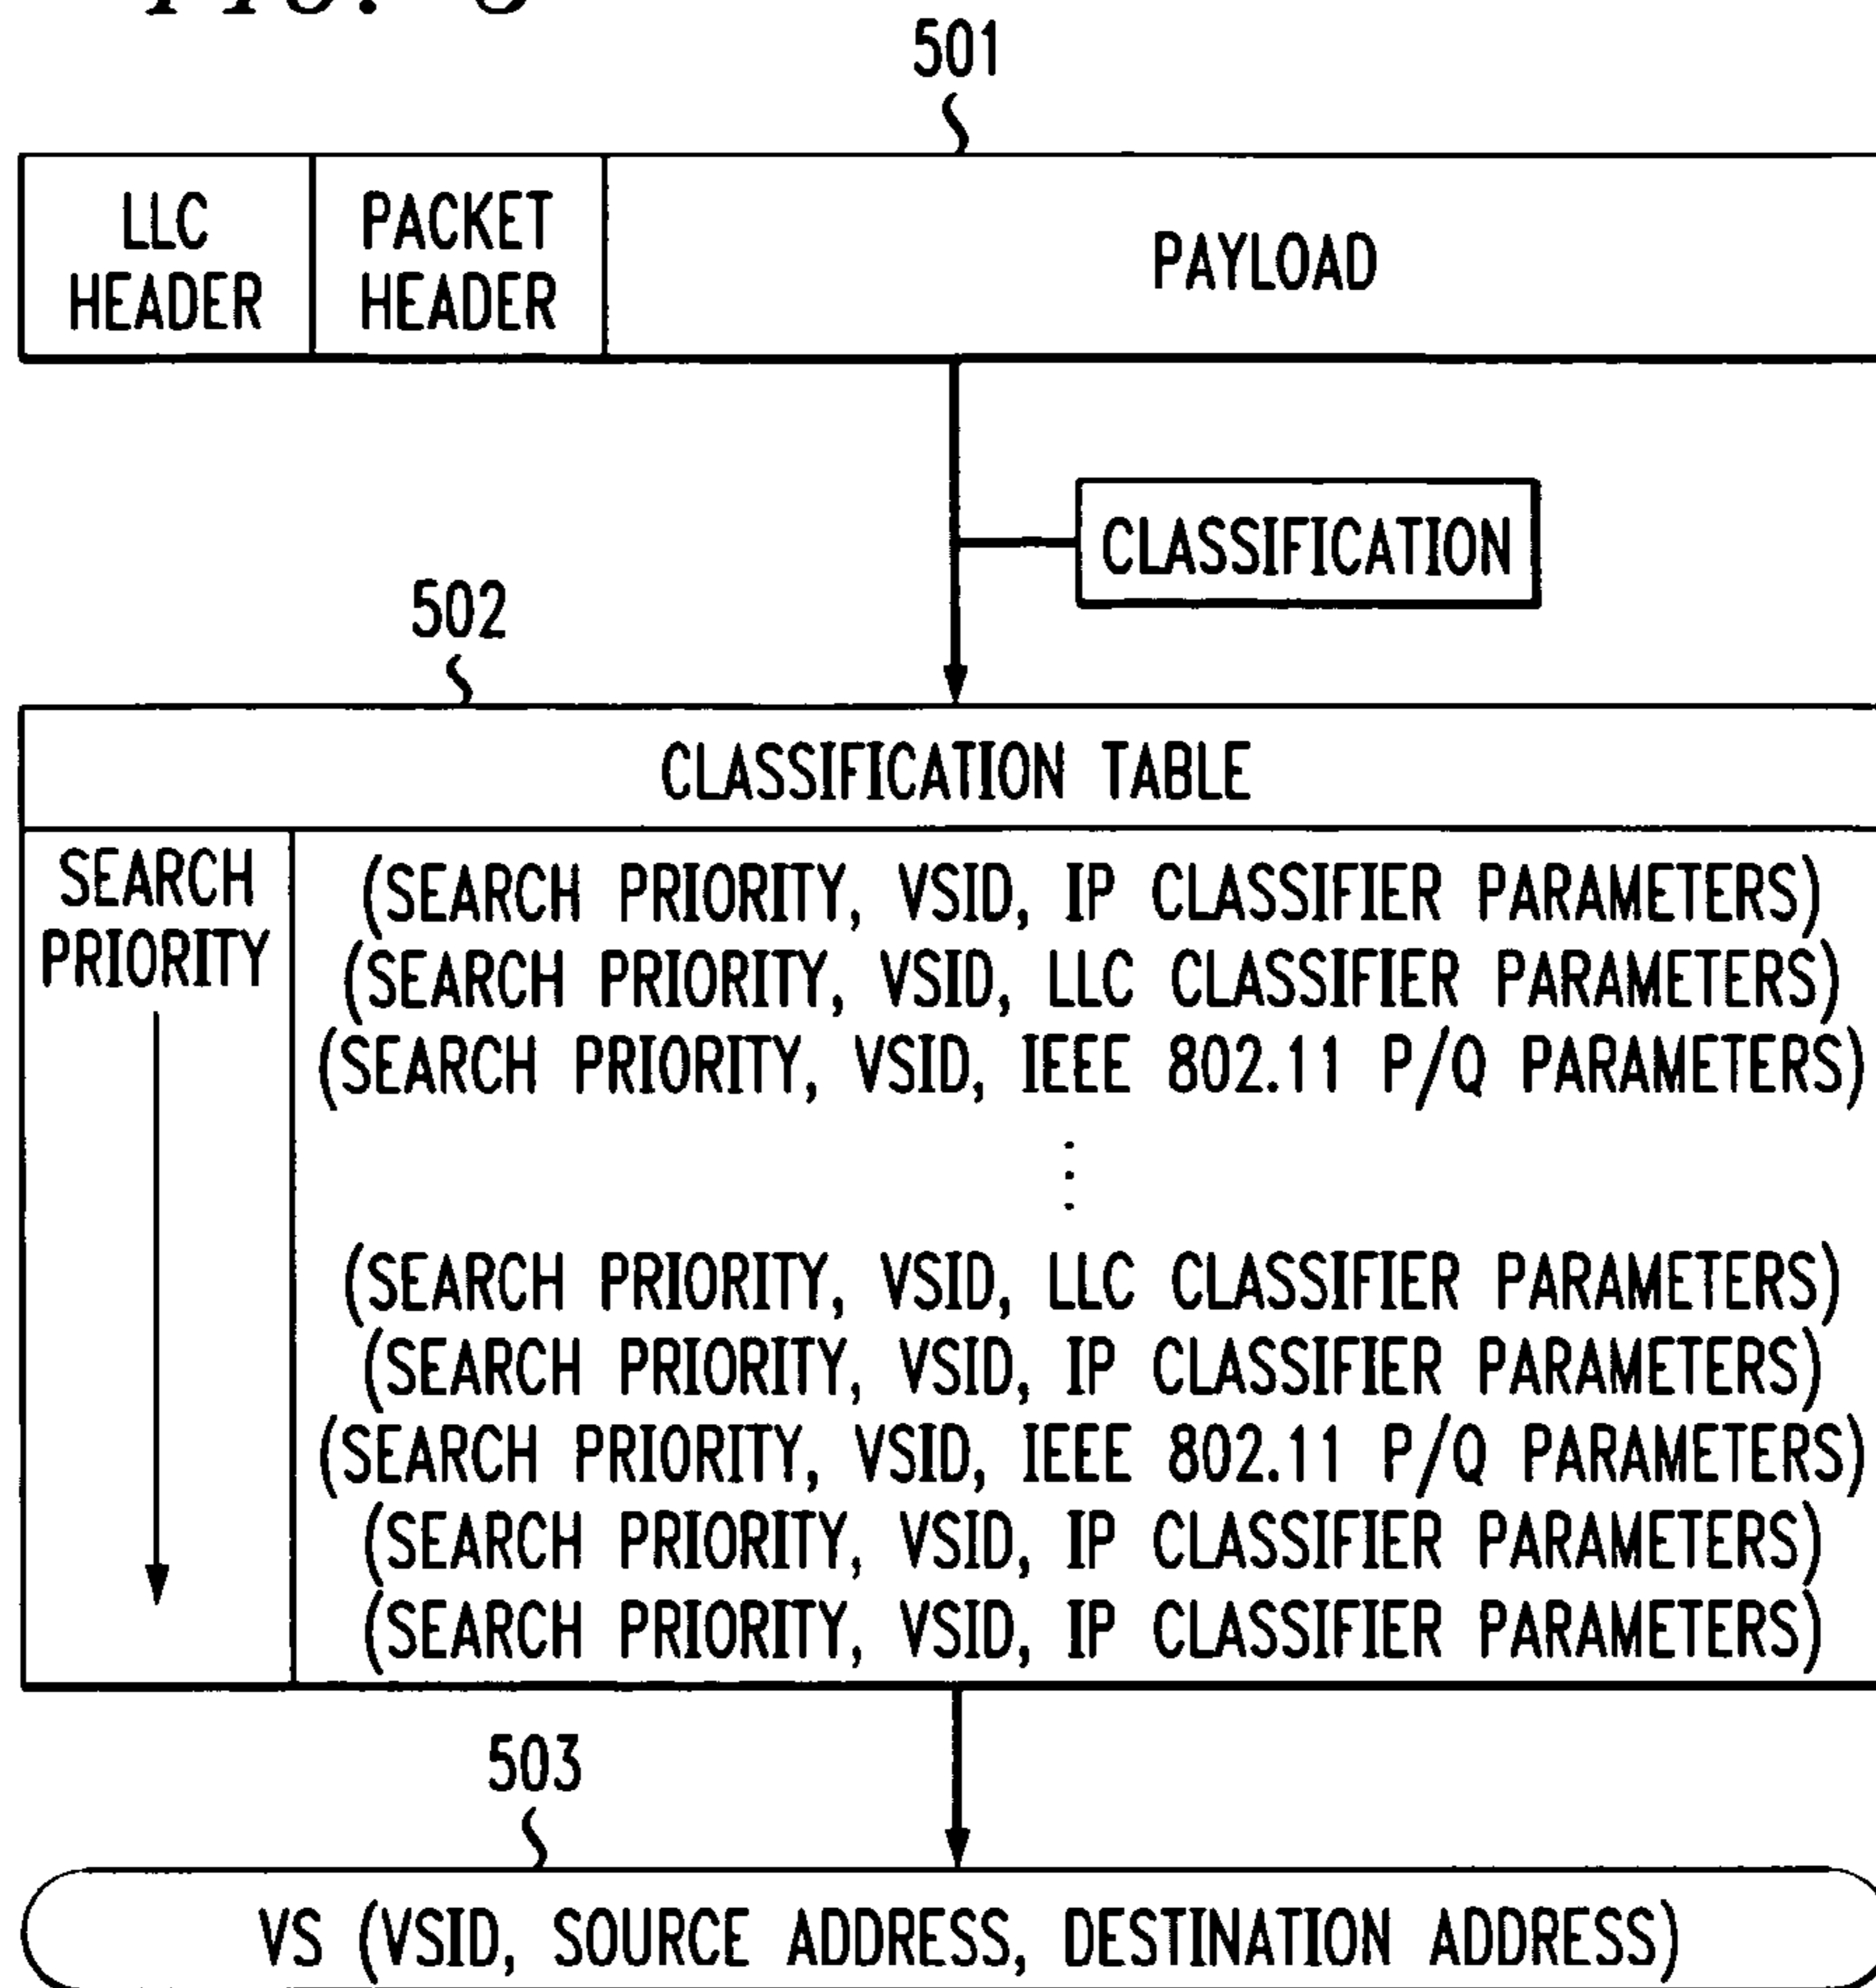 FIG.
501
LLC
HEADER
PACKET
HEADER
PAYLOAD
CLASSIFICATION
502
CLASSIFICATION TABLE
SEARCH
PRIORITY
(SEARCH PRIORITY, VSID, IP CLASSIFIER PARAMETERS)
(SEARCH PRIORITY, VSID, LLC CLASSIFIER PARAMETERS)
(SEARCH PRIORITY, VSID, IEEE 802.11 P/Q PARAMETERS)
⋮
(SEARCH PRIORITY, VSID, LLC CLASSIFIER PARAMETERS)
(SEARCH PRIORITY, VSID, IP CLASSIFIER PARAMETERS)
(SEARCH PRIORITY, VSID, IEEE 802.11 P/Q PARAMETERS)
(SEARCH PRIORITY, VSID, IP CLASSIFIER PARAMETERS)
(SEARCH PRIORITY, VSID, IP CLASSIFIER PARAMETERS)
503
VS (VSID, SOURCE ADDRESS, DESTINATION ADDRESS)